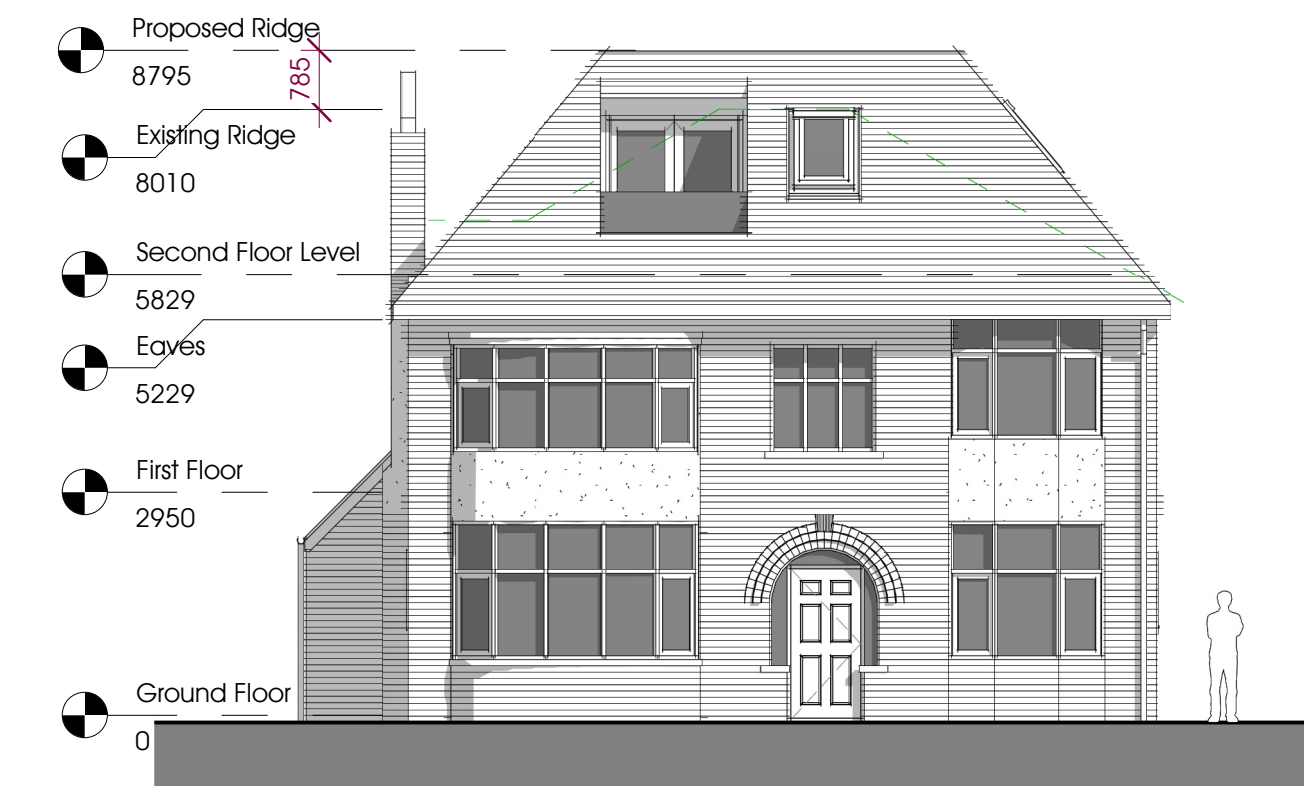 Proposed Ridge
8795
785
Existing Ridge
8010
Second Floor Level
5829
Eaves
5229
First Floor
2950
Ground Floor
0